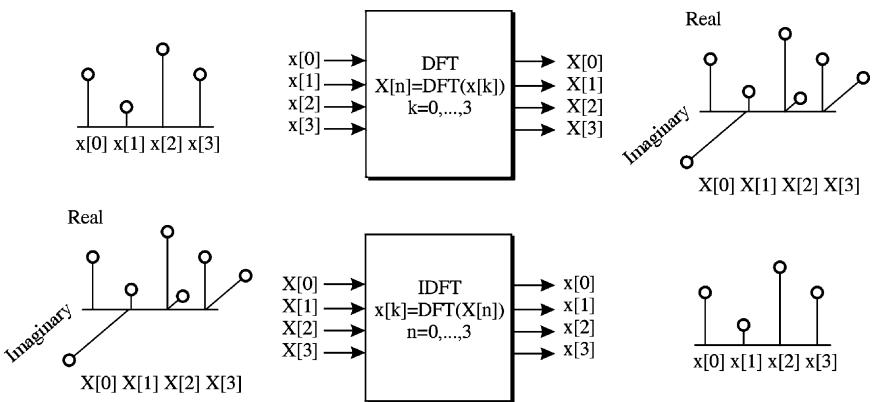 x[0] x[1] x[2] x[3]
x[0]
x[1]
x[2]
x[3]
DFT
X[n]=DFT(x[k])
k=0,...,3
X[0]
X[1]
X[2]
X[3]
Real
Imaginary
X[0] X[1] X[2] X[3]
Real
Imaginary
X[0] X[1] X[2] X[3]
X[0]
X[1]
X[2]
X[3]
IDFT
x[k]=DFT(X[n])
n=0,...,3
x[0]
x[1]
x[2]
x[3]
x[0] x[1] x[2] x[3]